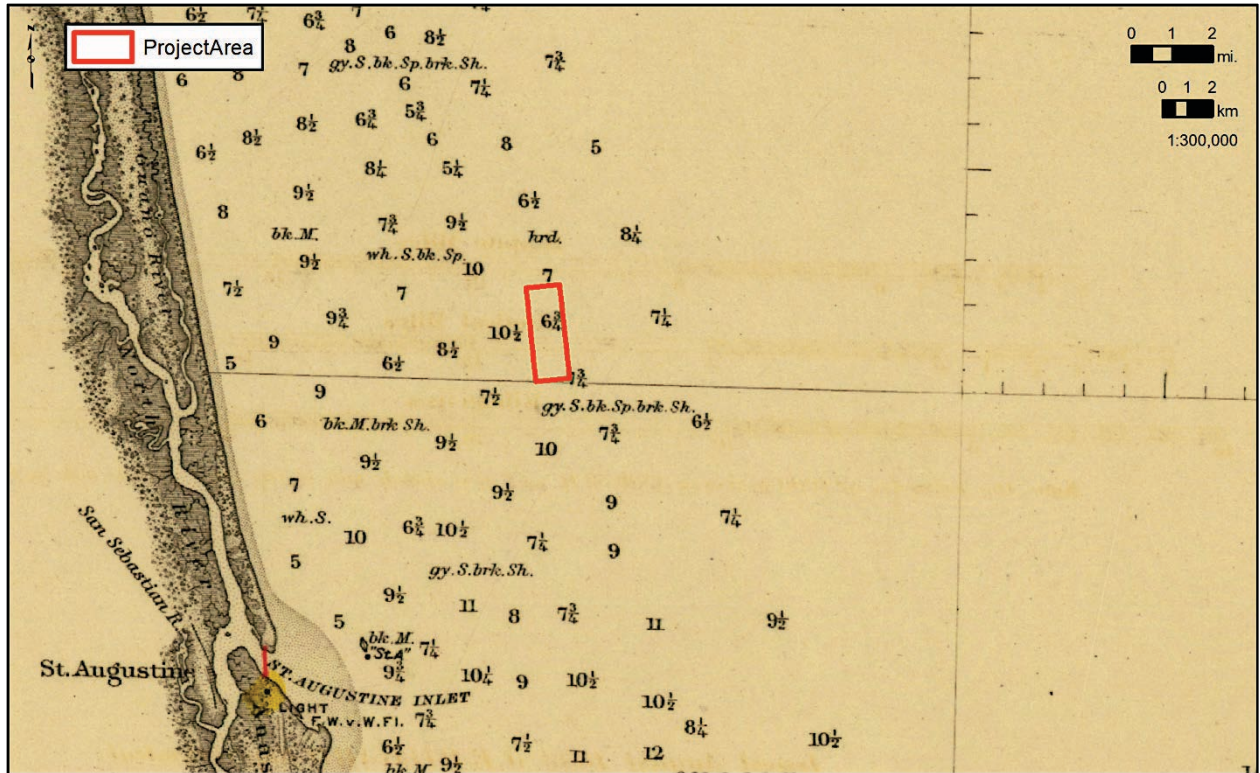 ProjectArea
0 1 2
mi.
0 1 2
km
1:300,000
6½ 7½ 6¾ 7 6 8½
8 7¾
gy.S.bk.Sp.brk.Sh.
6 8 7 6 7¼
8½ 8½ 6¾ 5¾
6½ 6 8 5
8¼ 5¼
9½ 6½
8 7¾ 9½ 8¼
bk.M. hrd.
9½ wh.S.bk.Sp. 10 7
7½ 7
9¾ 10½ 6¾ 7¼
9 8½
5 6½ 7¾
9 7½
gy.S.bk.Sp.brk.Sh.
6 bk.M.brk Sh. 9½ 7¾ 6½
9½ 10
7 9½ 9
wh.S. 6¾ 10½ 7¼
10 7¼ 9
5
gy.S.brk.Sh.
9½ 11 8 7¾ 11 9½
5
bk.M.
"St.A" 7¼
9¾ 10¼ 9 10½
10½
7¾ 8¼
6½ 7½ 11 12 10½
bk.M. 9½
Guano River
North River
San Sebastian R.
St.Augustine
ST.AUGUSTINE INLET
LIGHT
F.W.v.W.Fl.
Anas